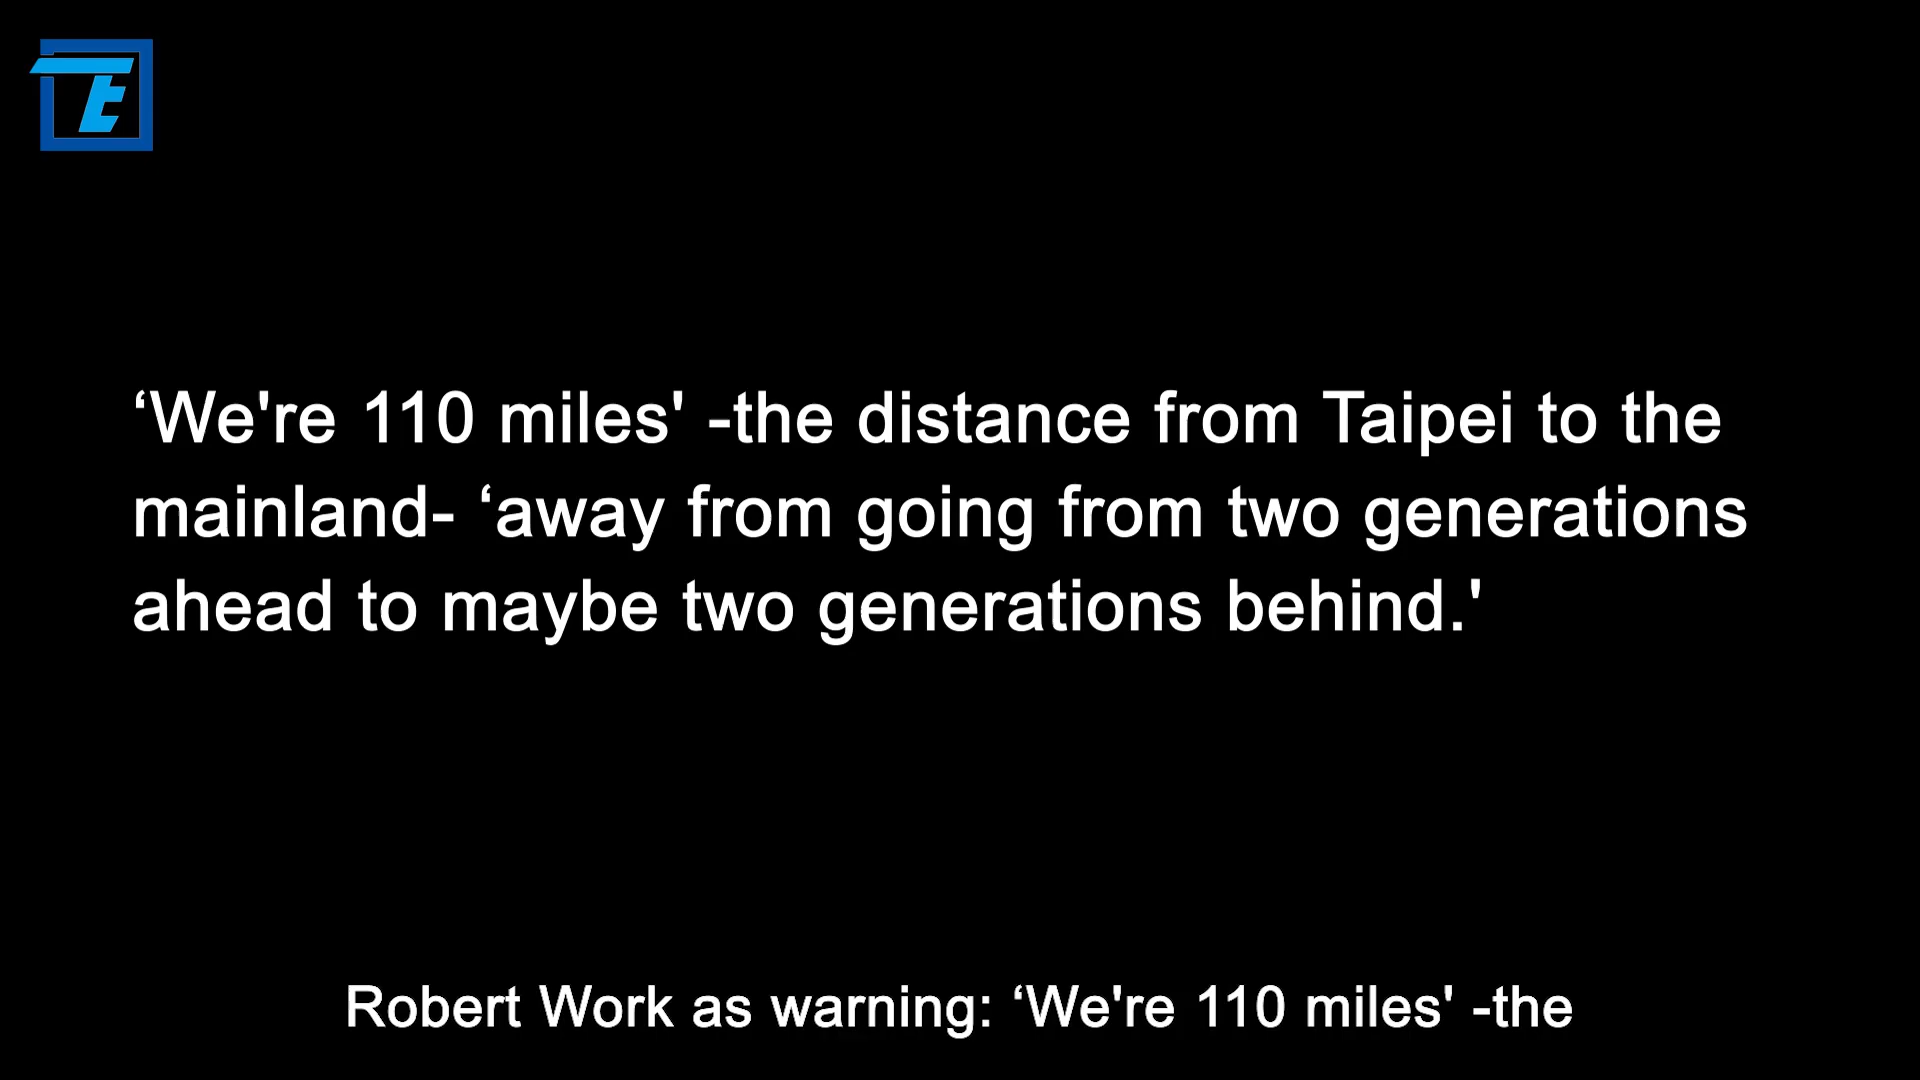 TE
‘We're 110 miles' -the distance from Taipei to the
mainland- ‘away from going from two generations
ahead to maybe two generations behind.'
Robert Work as warning: ‘We're 110 miles' -the